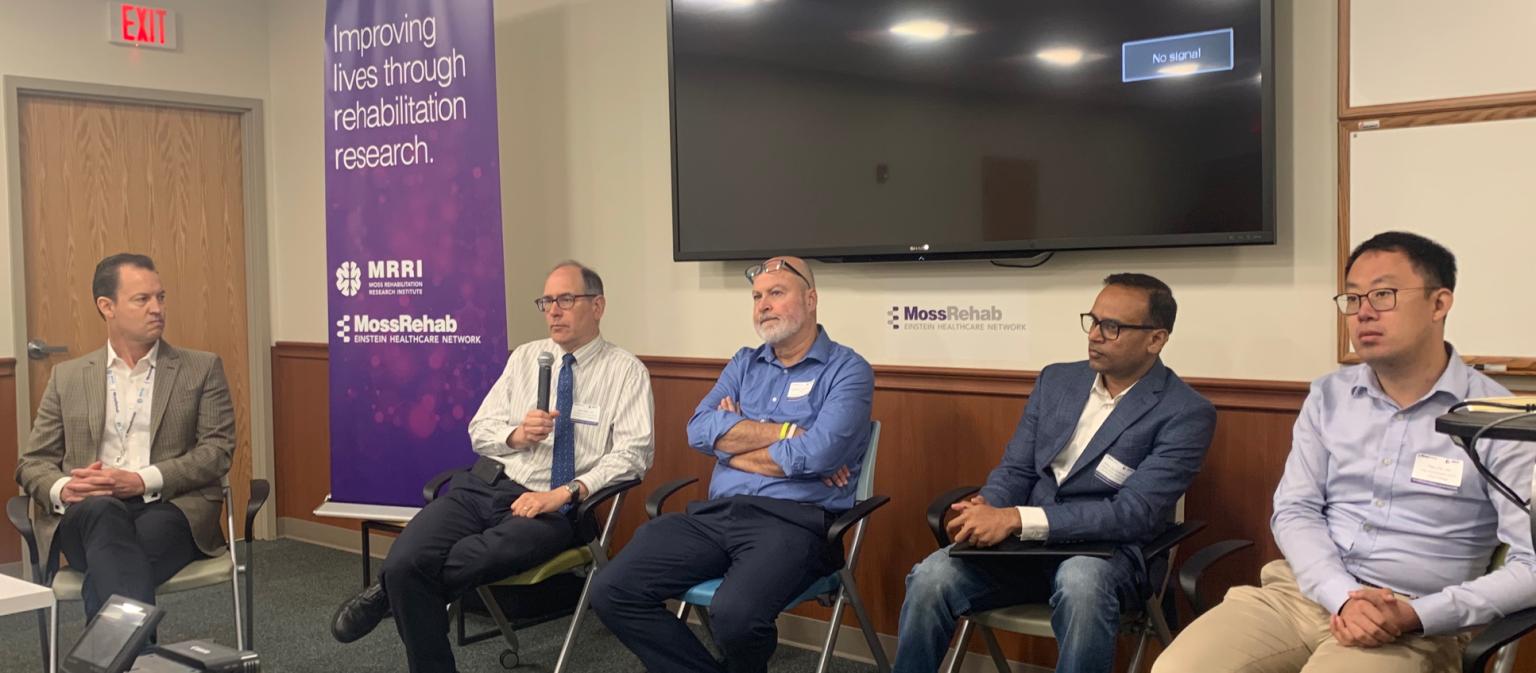 EXIT
Improving
lives through
rehabilitation
research.
MRRI
MOSS REHABILITATION
RESEARCH INSTITUTE
MossRehab
EINSTEIN HEALTHCARE NETWORK
No signal
SHARP
MossRehab
EINSTEIN HEALTHCARE NETWORK
Canon